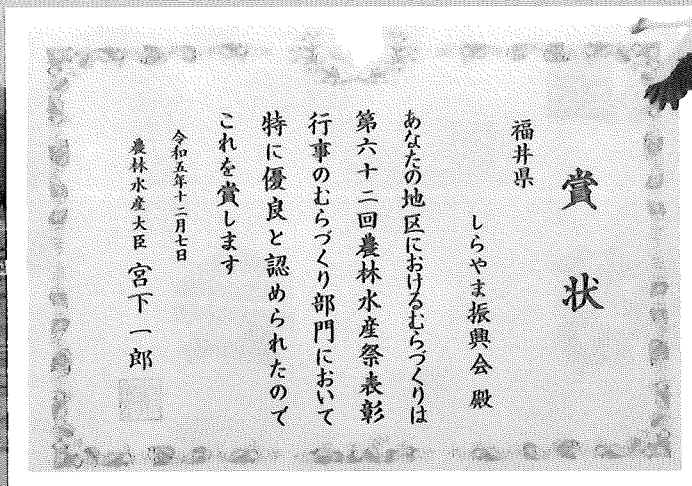 賞状
福井県
しらやま振興会 殿
あなたの地区におけるむらづくりは
第六十二回農林水産祭表彰
行事のむらづくり部門において
特に優良と認められたので
これを賞します
令和五年十二月七日
農林水産大臣 宮下一郎